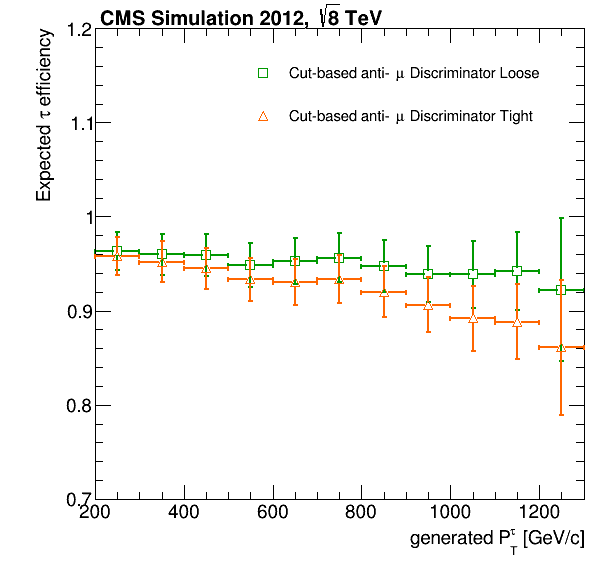 CMS Simulation 2012, √8 TeV
Expected τ efficiency
Cut-based anti- μ Discriminator Loose
Cut-based anti- μ Discriminator Tight
1.2
1.1
1
0.9
0.8
0.7
200 400 600 800 1000 1200
generated P_T^τ [GeV/c]